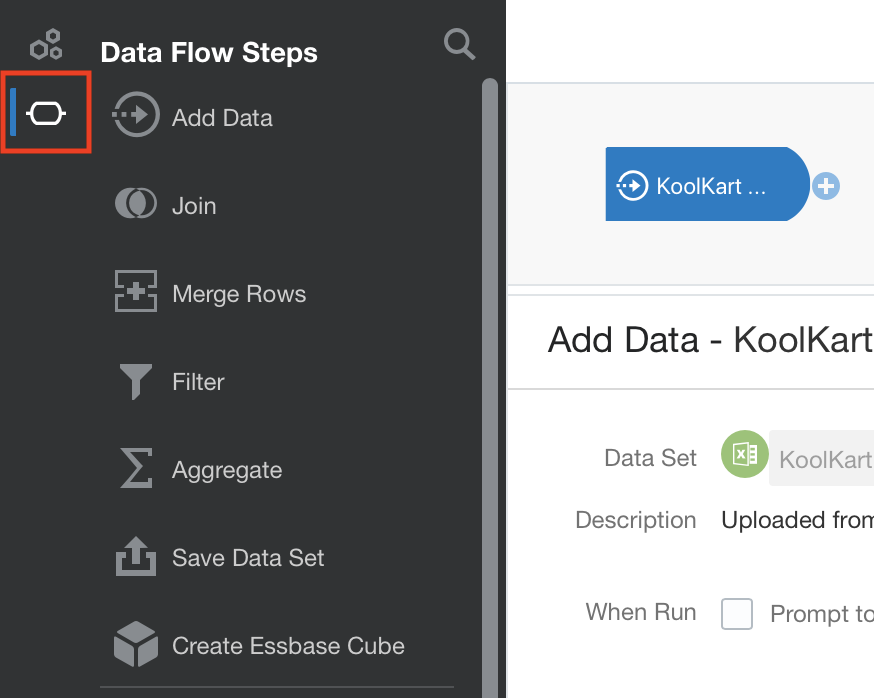 Data Flow Steps
Add Data
Join
Merge Rows
Filter
Aggregate
Save Data Set
Create Essbase Cube
KoolKart ...
Add Data - KoolKart
Data Set
KoolKart
Description
Uploaded from
When Run
Prompt to